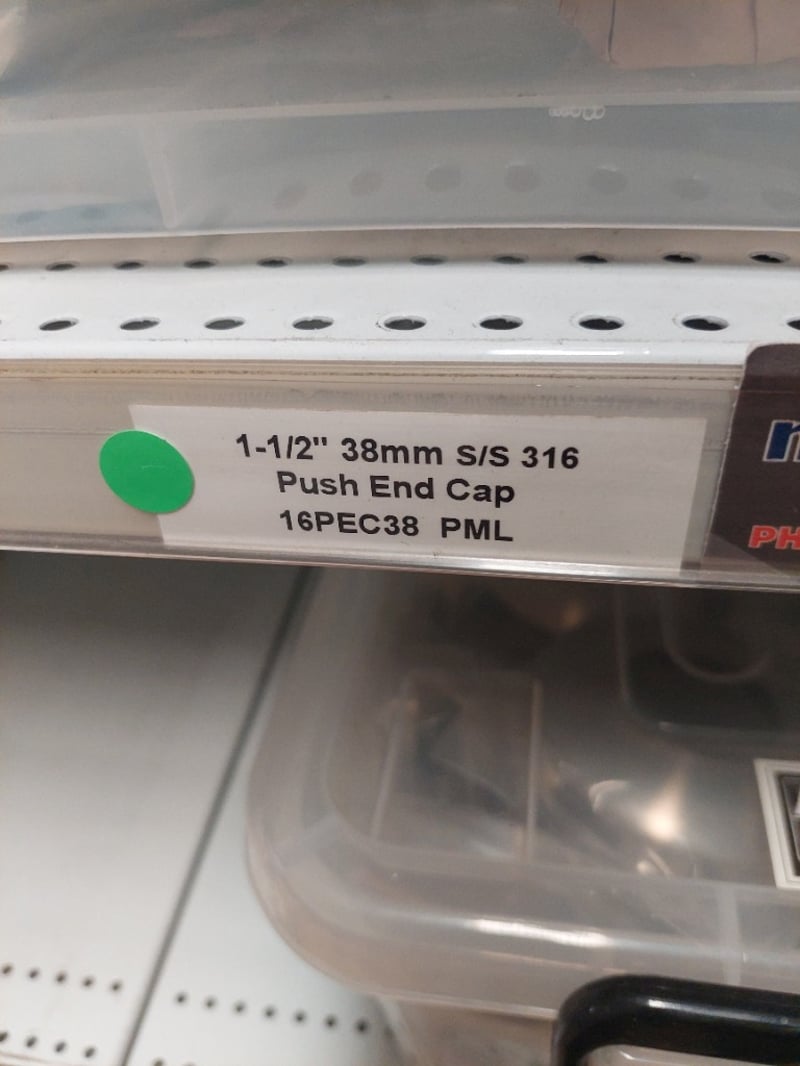 1-1/2" 38mm S/S 316
Push End Cap
16PEC38 PML